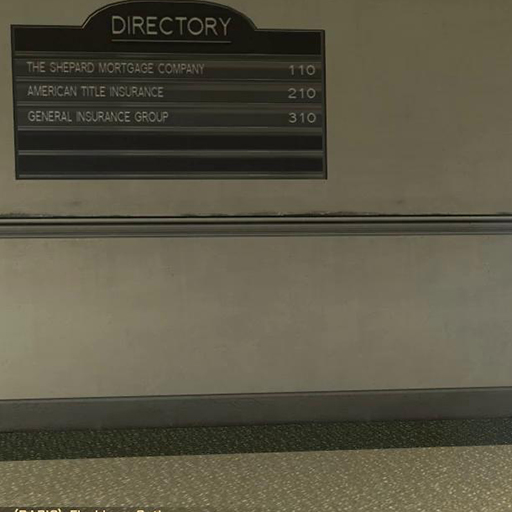 DIRECTORY
THE SHEPARD MORTGAGE COMPANY 110
AMERICAN TITLE INSURANCE 210
GENERAL INSURANCE GROUP 310